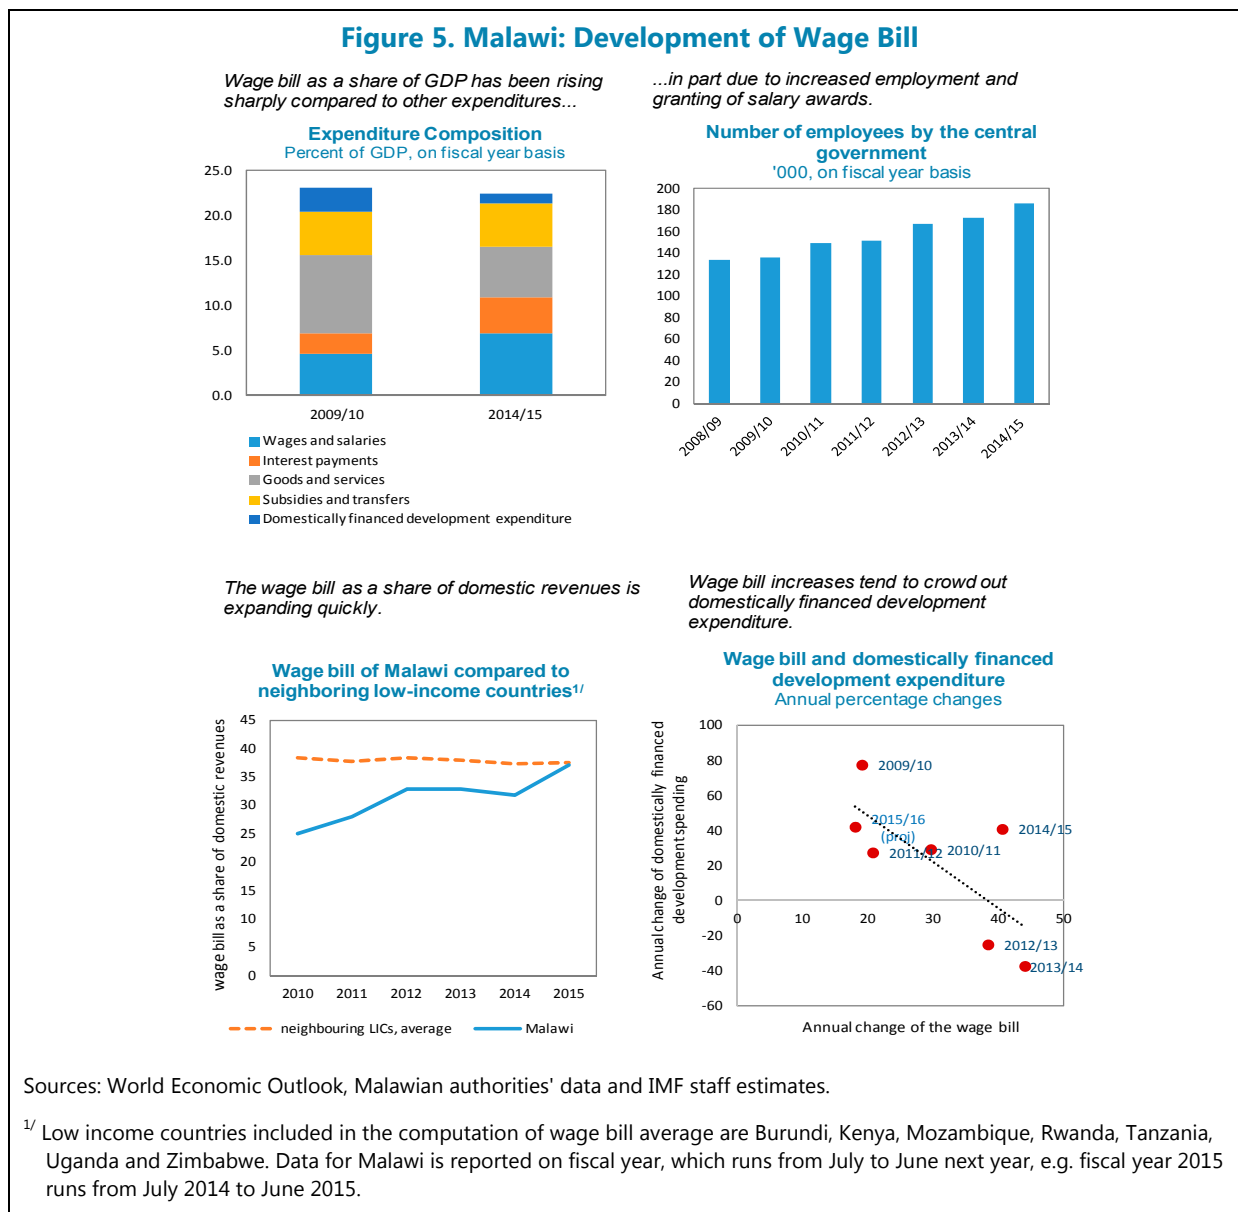 Figure 5. Malawi: Development of Wage Bill
Wage bill as a share of GDP has been rising
sharply compared to other expenditures...
Expenditure Composition
Percent of GDP, on fiscal year basis
25.0
20.0
15.0
10.0
5.0
0.0
2009/10
2014/15
Wages and salaries
Interest payments
Goods and services
Subsidies and transfers
Domestically financed development expenditure
...in part due to increased employment and
granting of salary awards.
Number of employees by the central
government
'000, on fiscal year basis
200
180
160
140
120
100
80
60
40
20
0
2008/09
2009/10
2010/11
2011/12
2012/13
2013/14
2014/15
The wage bill as a share of domestic revenues is
expanding quickly.
Wage bill of Malawi compared to
neighboring low-income countries1/
wage bill as a share of domestic revenues
45
40
35
30
25
20
15
10
5
0
2010
2011
2012
2013
2014
2015
neighbouring LICs, average
Malawi
Wage bill increases tend to crowd out
domestically financed development
expenditure.
Wage bill and domestically financed
development expenditure
Annual percentage changes
Annual change of domestically financed
development spending
100
80
60
40
20
0
-20
-40
-60
0
10
20
30
40
50
2009/10
2015/16
(proj)
2011/12
2010/11
2014/15
2012/13
2013/14
Annual change of the wage bill
Sources: World Economic Outlook, Malawian authorities' data and IMF staff estimates.
1/ Low income countries included in the computation of wage bill average are Burundi, Kenya, Mozambique, Rwanda, Tanzania,
Uganda and Zimbabwe. Data for Malawi is reported on fiscal year, which runs from July to June next year, e.g. fiscal year 2015
runs from July 2014 to June 2015.